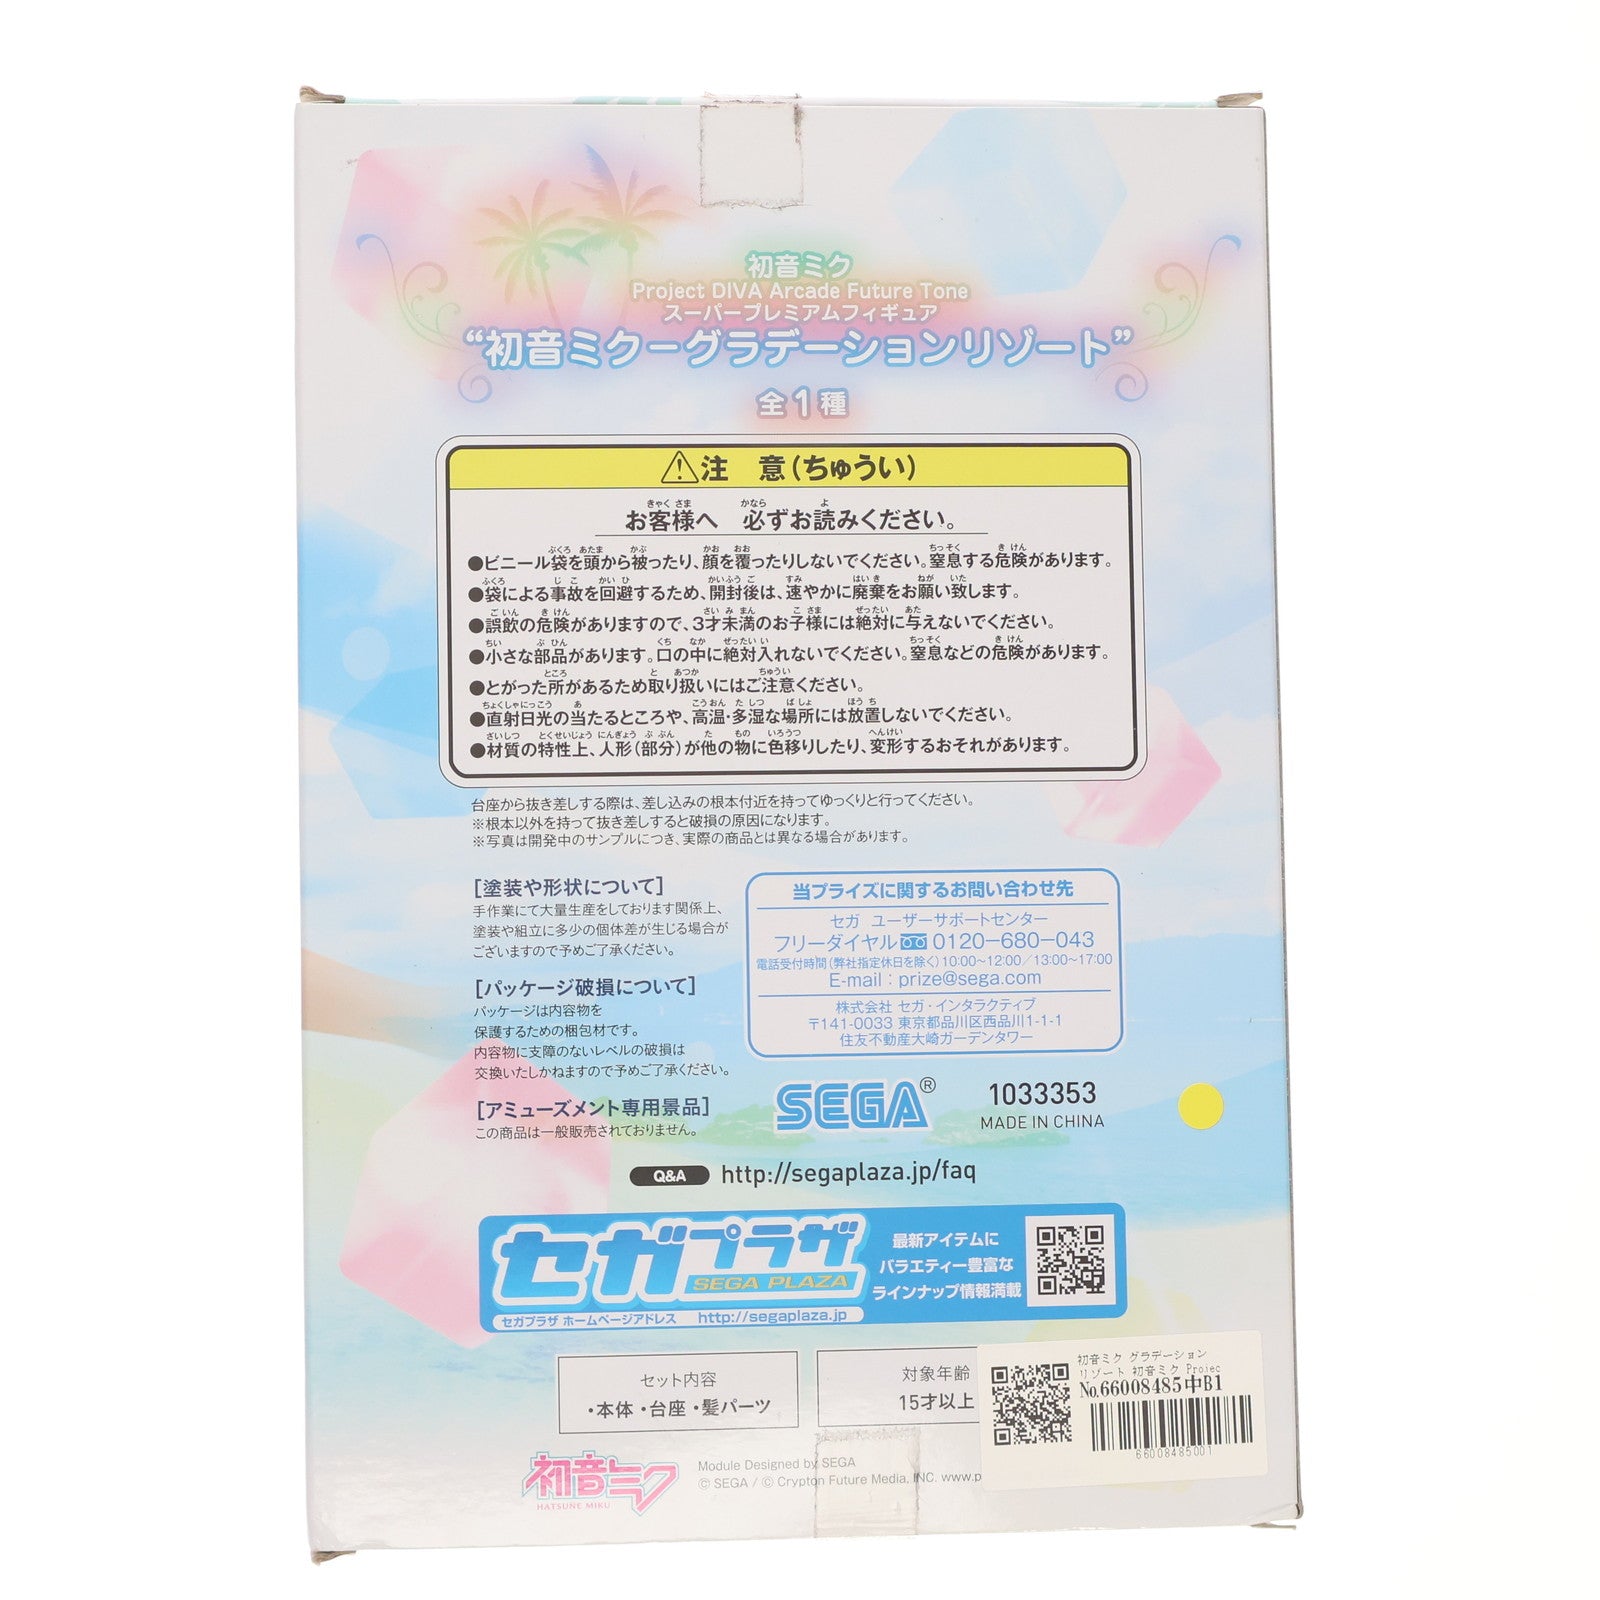 初音ミク
Project DIVA Arcade Future Tone
スーパープレミアムフィギュア
“初音ミクーグラデーションリゾート”
全1種
注 意(ちゅうい)
お客様へ 必ずお読みください。
●ビニール袋を頭から被ったり、顔を覆ったりしないでください。窒息する危険があります。
●袋による事故を回避するため、開封後は、速やかに廃棄をお願い致します。
●誤飲の危険がありますので、3才未満のお子様には絶対に与えないでください。
●小さな部品があります。口の中に絶対入れないでください。窒息などの危険があります。
●とがった所があるため取り扱いにはご注意ください。
●直射日光の当たるところや、高温・多湿な場所には放置しないでください。
●材質の特性上、人形(部分)が他の物に色移りしたり、変形するおそれがあります。
台座から抜き差しする際は、差し込みの根本付近を持ってゆっくりと行ってください。
※根本以外を持って抜き差しすると破損の原因になります。
※写真は開発中のサンプルにつき、実際の商品とは異なる場合があります。
[塗装や形状について]
手作業にて大量生産をしております関係上、
塗装や組立に多少の個体差が生じる場合が
ございますので予めご了承ください。
[パッケージ破損について]
パッケージは内容物を
保護するための梱包材です。
内容物に支障のないレベルの破損は
交換いたしかねますので予めご了承ください。
[アミューズメント専用景品]
この商品は一般販売されておりません。
当プライズに関するお問い合わせ先
セガ ユーザーサポートセンター
フリーダイヤル 0120-680-043
電話受付時間(弊社指定休日を除く)10:00~12:00/13:00~17:00
E-mail : prize@sega.com
株式会社 セガ・インタラクティブ
〒141-0033 東京都品川区西品川1-1-1
住友不動産大崎ガーデンタワー
SEGA®
1033353
MADE IN CHINA
Q&A http://segaplaza.jp/faq
セガプラザ
SEGA PLAZA
セガプラザ ホームページアドレス http://segaplaza.jp
最新アイテムに
バラエティー豊富な
ラインナップ情報満載
セット内容
・本体 ・台座 ・髪パーツ
対象年齢
15才以上
初音ミク グラデーション
リゾート 初音ミク Projec
No.66008485中B1
66008485001
初音ミク
HATSUNE MIKU
Module Designed by SEGA
© SEGA / © Crypton Future Media, INC. www.p